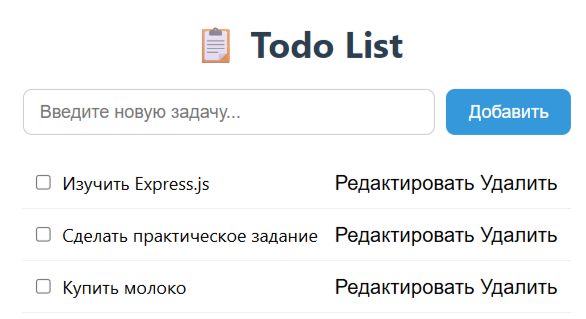 📋 Todo List
Введите новую задачу... Добавить
Изучить Express.js Редактировать Удалить
Сделать практическое задание Редактировать Удалить
Купить молоко Редактировать Удалить